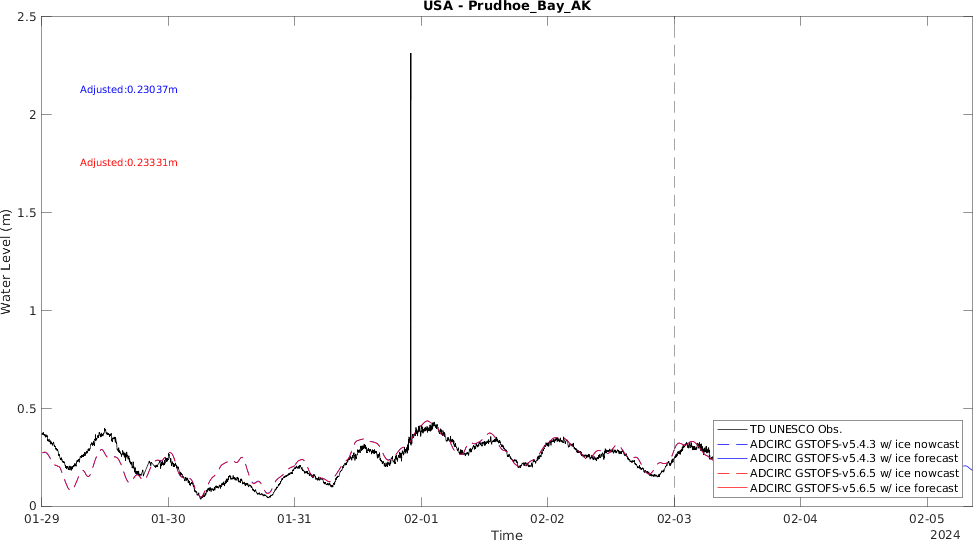 USA - Prudhoe_Bay_AK
2.5
Adjusted:0.23037m
2
Adjusted:0.23331m
1.5
Water Level (m)
1
0.5
TD UNESCO Obs.
ADCIRC GSTOFS-v5.4.3 w/ ice nowcast
ADCIRC GSTOFS-v5.4.3 w/ ice forecast
ADCIRC GSTOFS-v5.6.5 w/ ice nowcast
ADCIRC GSTOFS-v5.6.5 w/ ice forecast
0
01-29 01-30 01-31 02-01 02-02 02-03 02-04 02-05
Time
2024